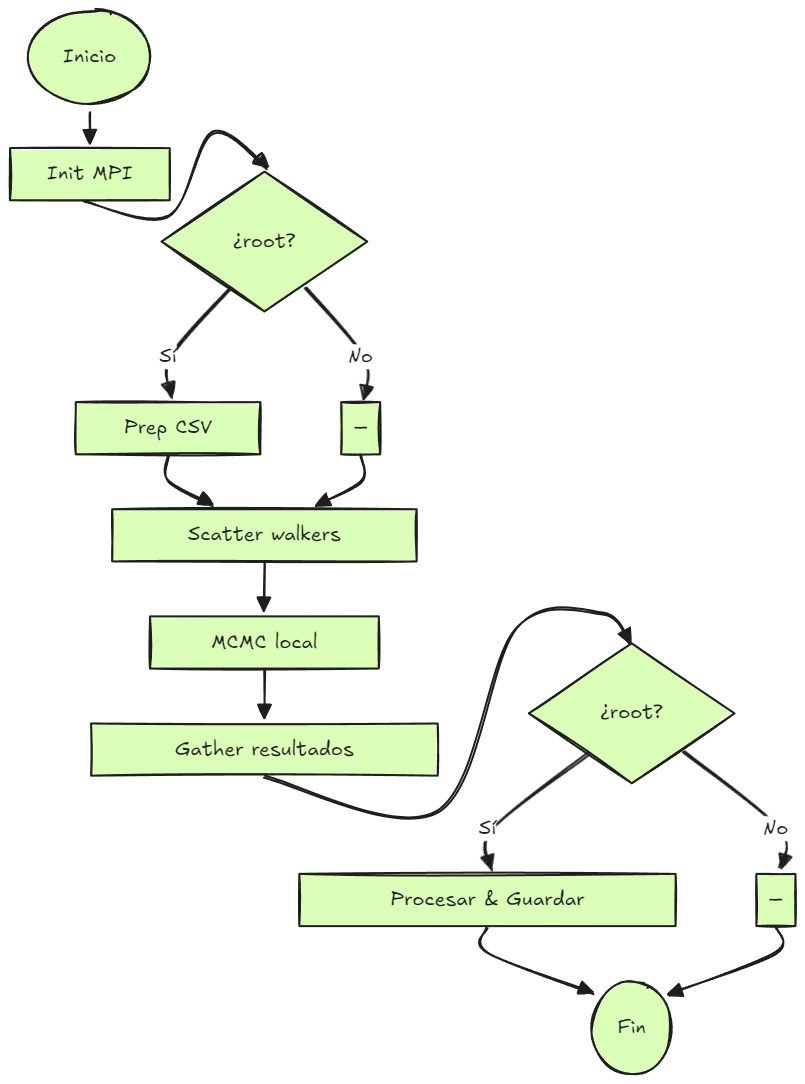 Inicio
Init MPI
¿root?
Sí
No
Prep CSV
—
Scatter walkers
MCMC local
Gather resultados
¿root?
Sí
No
Procesar & Guardar
—
Fin